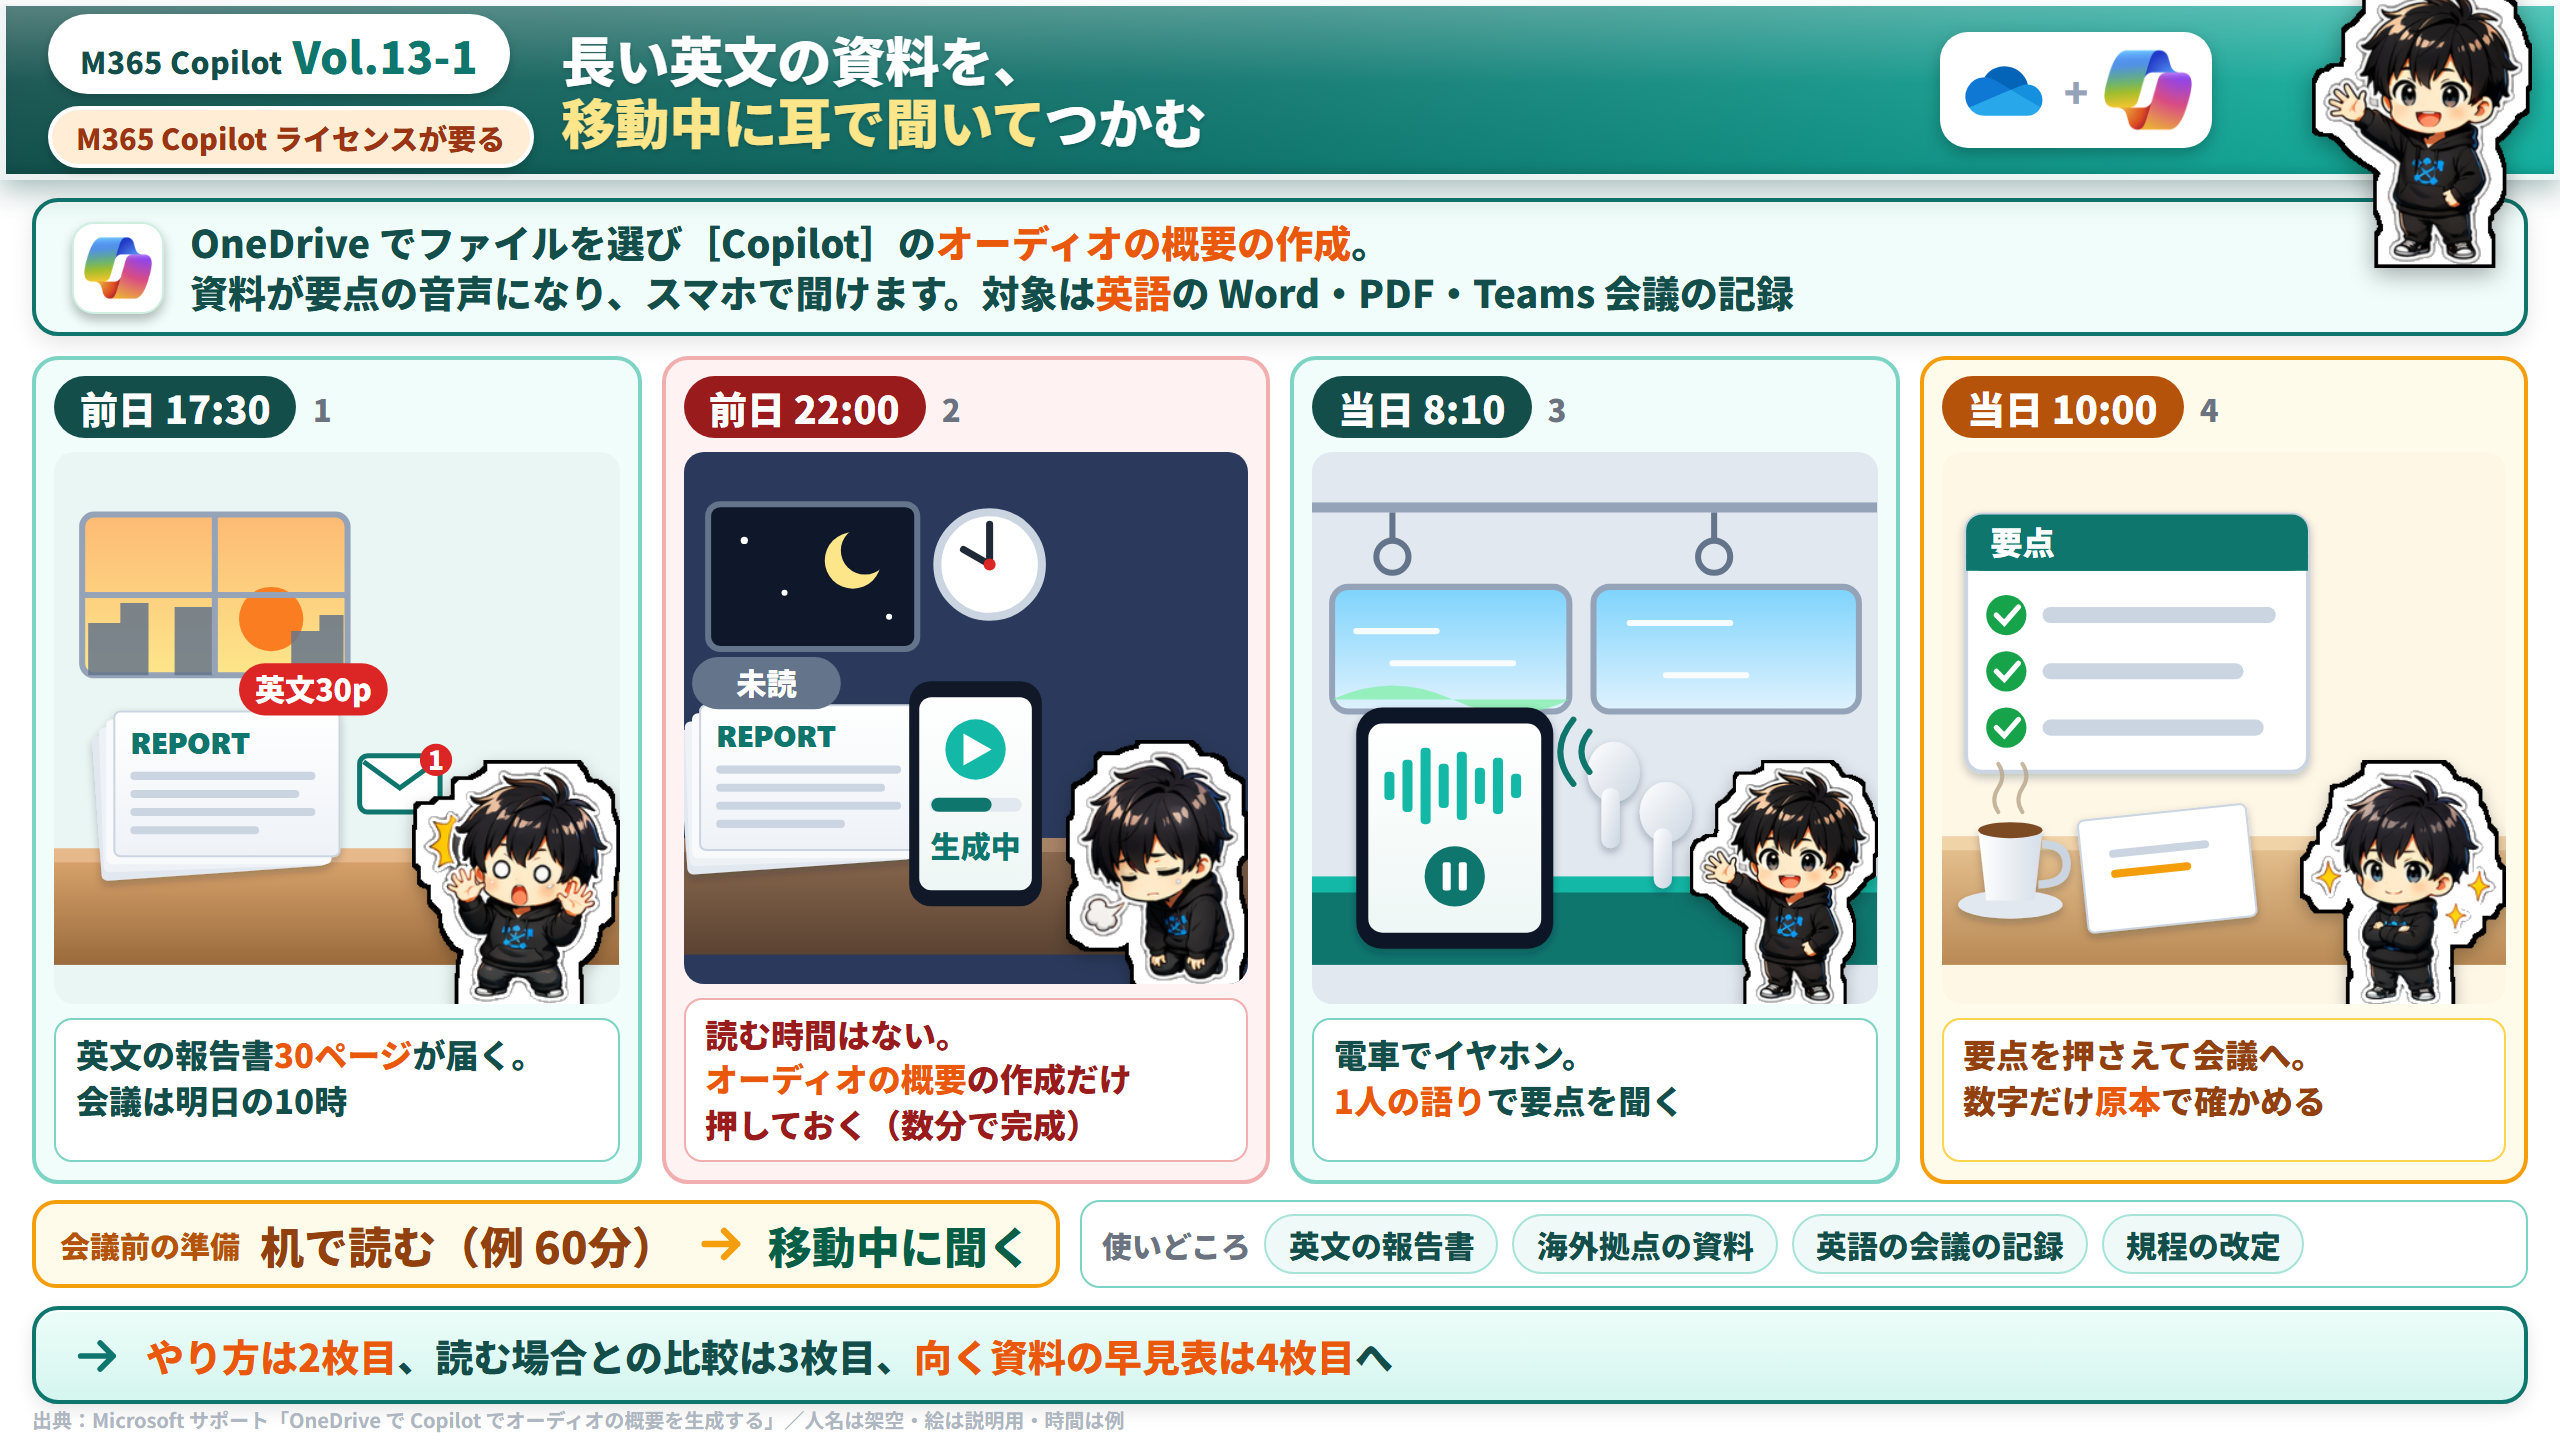 M365 Copilot Vol.13-1
M365 Copilot ライセンスが要る
長い英文の資料を、
移動中に耳で聞いてつかむ
+
OneDrive でファイルを選び［Copilot］のオーディオの概要の作成。
資料が要点の音声になり、スマホで聞けます。対象は英語の Word・PDF・Teams 会議の記録
前日 17:30 1
英文30p
REPORT
1
英文の報告書30ページが届く。
会議は明日の10時
前日 22:00 2
未読
REPORT
生成中
読む時間はない。
オーディオの概要の作成だけ
押しておく（数分で完成）
当日 8:10 3
電車でイヤホン。
1人の語りで要点を聞く
当日 10:00 4
要点
要点を押さえて会議へ。
数字だけ原本で確かめる
会議前の準備 机で読む（例 60分） → 移動中に聞く
使いどころ 英文の報告書 海外拠点の資料 英語の会議の記録 規程の改定
→ やり方は2枚目、読む場合との比較は3枚目、向く資料の早見表は4枚目へ
出典：Microsoft サポート「OneDrive で Copilot でオーディオの概要を生成する」／人名は架空・絵は説明用・時間は例